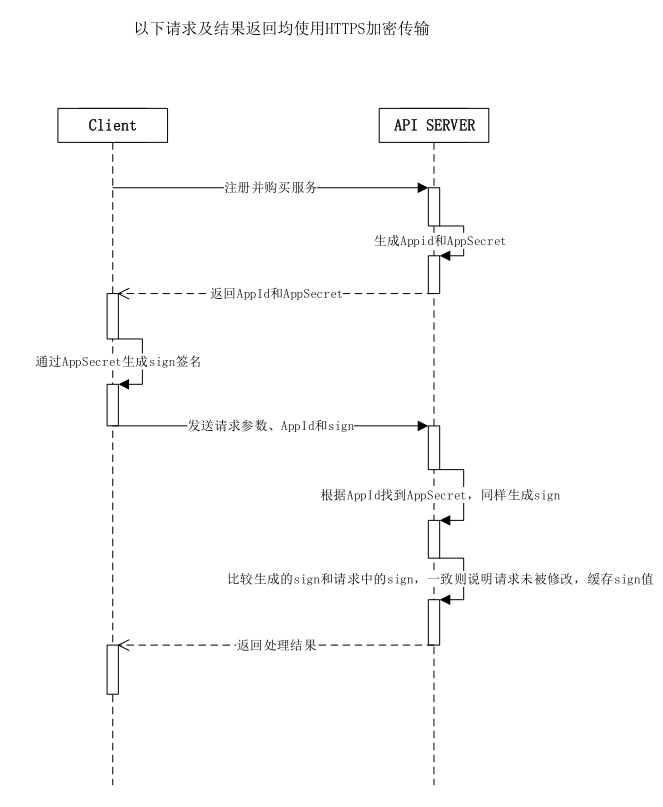 以下请求及结果返回均使用HTTPS加密传输
Client
API SERVER
注册并购买服务
生成Appid和AppSecret
返回AppId和AppSecret
通过AppSecret生成sign签名
发送请求参数、AppId和sign
根据AppId找到AppSecret，同样生成sign
比较生成的sign和请求中的sign，一致则说明请求未被修改，缓存sign值
返回处理结果